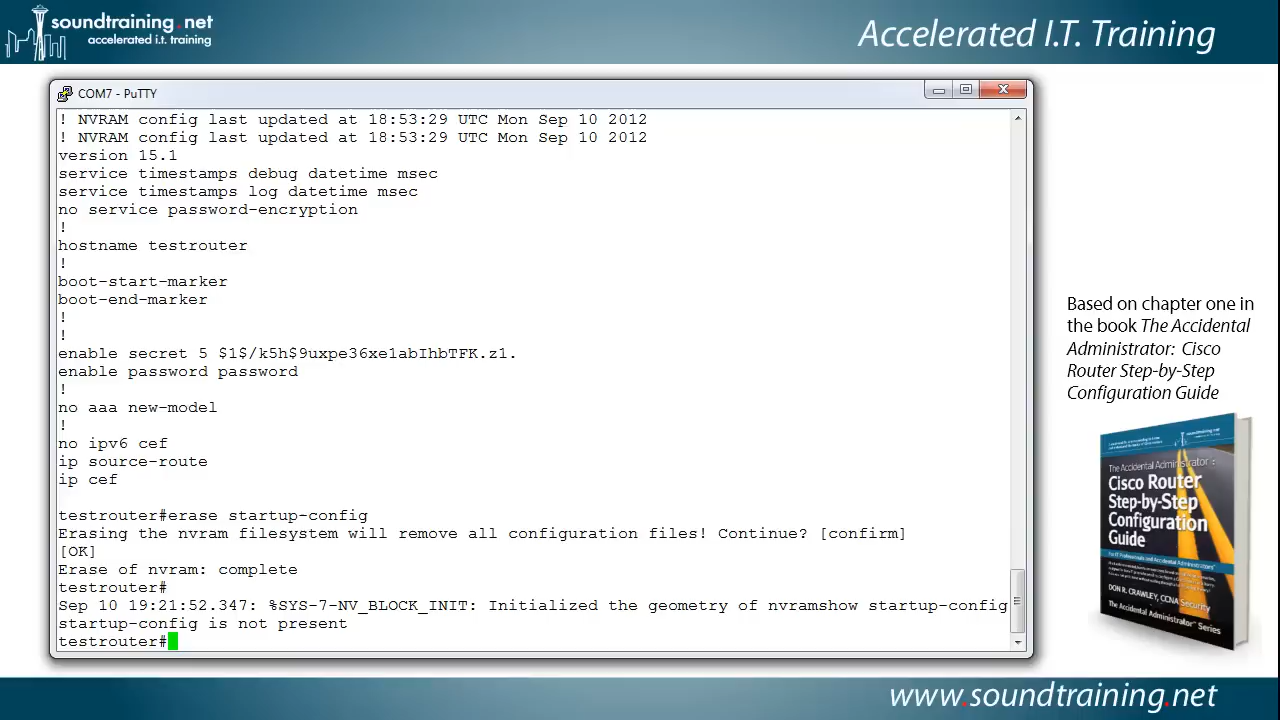 soundtraining.net
accelerated i.t. training
Accelerated I.T. Training
COM7 - PuTTY
! NVRAM config last updated at 18:53:29 UTC Mon Sep 10 2012
! NVRAM config last updated at 18:53:29 UTC Mon Sep 10 2012
version 15.1
service timestamps debug datetime msec
service timestamps log datetime msec
no service password-encryption
!
hostname testrouter
!
boot-start-marker
boot-end-marker
!
!
enable secret 5 $1$/k5h$9uxpe36xe1abIhbTFK.z1.
enable password password
!
no aaa new-model
!
no ipv6 cef
ip source-route
ip cef
testrouter#erase startup-config
Erasing the nvram filesystem will remove all configuration files! Continue? [confirm]
[OK]
Erase of nvram: complete
testrouter#
Sep 10 19:21:52.347: %SYS-7-NV_BLOCK_INIT: Initialized the geometry of nvramshow startup-config
startup-config is not present
testrouter#
Based on chapter one in
the book The Accidental
Administrator: Cisco
Router Step-by-Step
Configuration Guide
soundtraining.net
The Accidental Administrator:
Cisco Router
Step-by-Step
Configuration
Guide
For IT Professionals and Accidental Administrators
DON R. CRAWLEY, CCNA Security
The Accidental Administrator Series
www.soundtraining.net